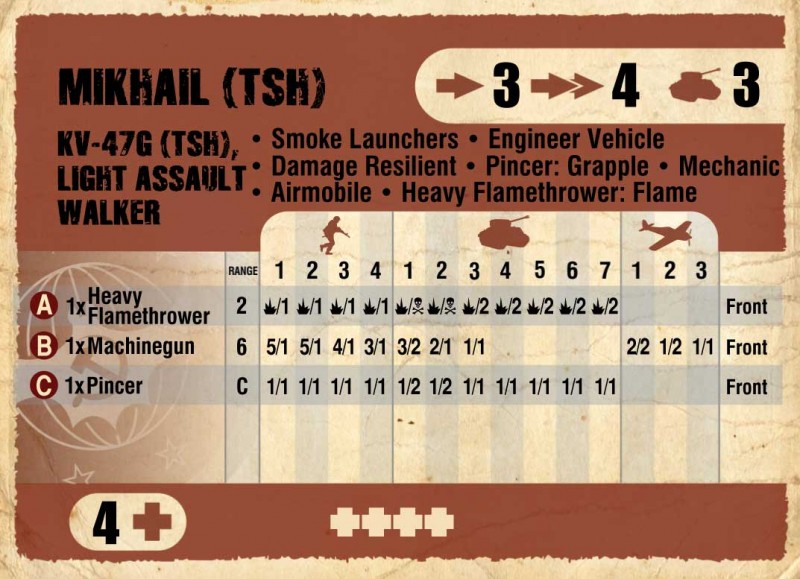 MIKHAIL (TSH) 3 4 3
KV-47G (TSH), • Smoke Launchers • Engineer Vehicle
LIGHT ASSAULT • Damage Resilient • Pincer: Grapple • Mechanic
WALKER • Airmobile • Heavy Flamethrower: Flame
RANGE 1 2 3 4 1 2 3 4 5 6 7 1 2 3
A 1x Heavy Flamethrower 2 /1 /1 /1 /1 / / /2 /2 /2 /2 /2 Front
B 1x Machinegun 6 5/1 5/1 4/1 3/1 3/2 2/1 1/1 2/2 1/2 1/1 Front
C 1x Pincer C 1/1 1/1 1/1 1/1 1/2 1/2 1/1 1/1 1/1 1/1 1/1 Front
4